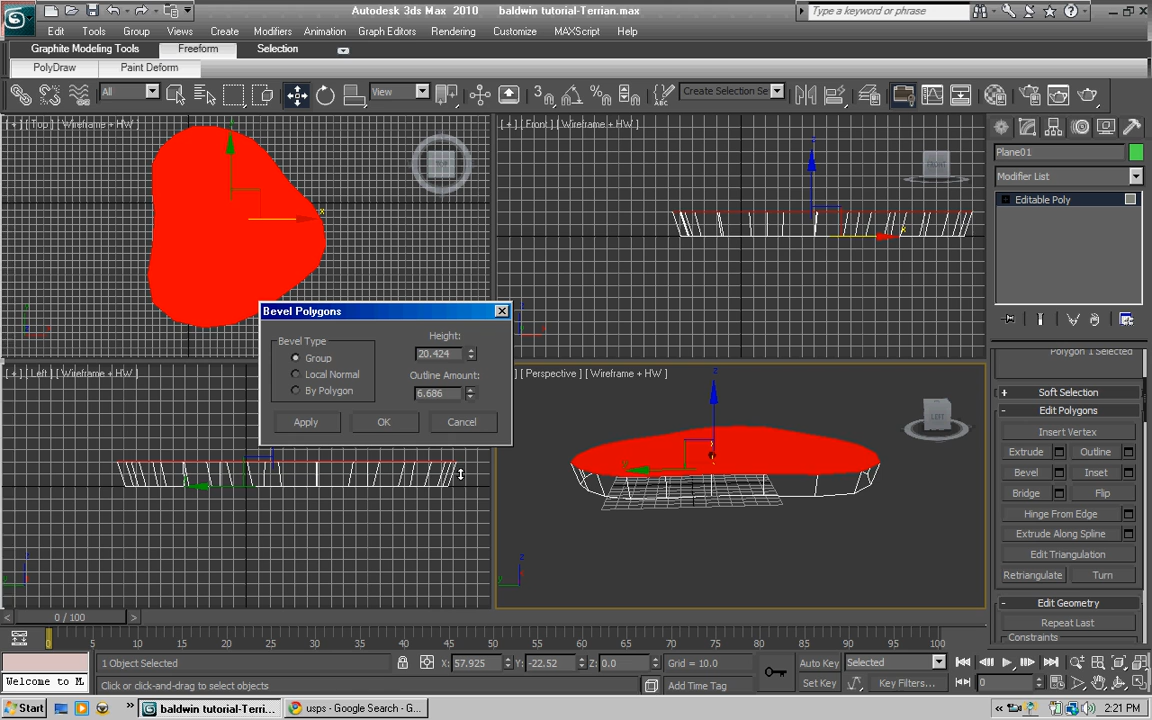 Autodesk 3ds Max 2010 baldwin tutorial-Terrian.max
Type a keyword or phrase
Edit Tools Group Views Create Modifiers Animation Graph Editors Rendering Customize MAXScript Help
Graphite Modeling Tools Freeform Selection
PolyDraw Paint Deform
All View 3 Create Selection Se
[ + ] [ Top ] [ Wireframe + HW ]
[ + ] [ Front ] [ Wireframe + HW ]
TOP
FRONT
Plane01
Modifier List
Editable Poly
x
z
x
Bevel Polygons
Bevel Type
Group
Local Normal
By Polygon
Height:
20.424
Outline Amount:
6.686
Apply OK Cancel
[ + ] [ Left ] [ Wireframe + HW ]
[ Perspective ] [ Wireframe + HW ]
LEFT
z
Polygon 1 Selected
+ Soft Selection
- Edit Polygons
Insert Vertex
Extrude Outline
Bevel Inset
Bridge Flip
Hinge From Edge
Extrude Along Spline
Edit Triangulation
Retriangulate Turn
- Edit Geometry
Repeat Last
Constraints
< 0 / 100 >
0 5 10 15 20 25 30 35 40 45 50 55 60 65 70 75 80 85 90 95 100
1 Object Selected X: 57.925 Y: -22.52 Z: 0.0 Grid = 10.0 Auto Key Selected
Welcome to M Click or click-and-drag to select objects Add Time Tag Set Key Key Filters... 0
Start baldwin tutorial-Terri... usps - Google Search - G... 2:21 PM